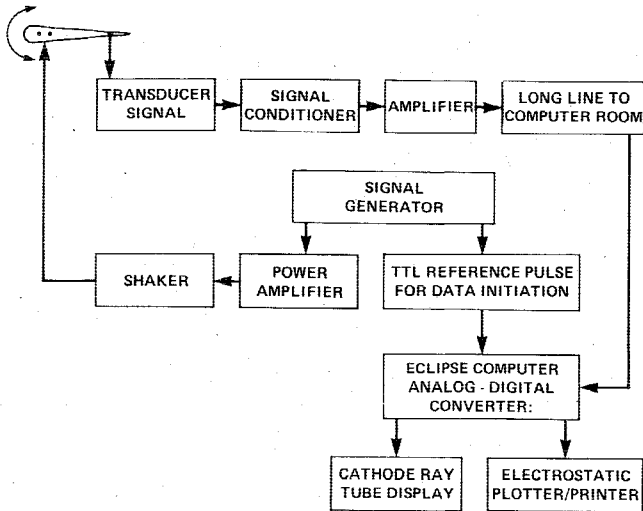 TRANSDUCER
SIGNAL
SIGNAL
CONDITIONER
AMPLIFIER
LONG LINE TO
COMPUTER ROOM
SIGNAL
GENERATOR
SHAKER
POWER
AMPLIFIER
TTL REFERENCE PULSE
FOR DATA INITIATION
ECLIPSE COMPUTER
ANALOG - DIGITAL
CONVERTER:
CATHODE RAY
TUBE DISPLAY
ELECTROSTATIC
PLOTTER/PRINTER